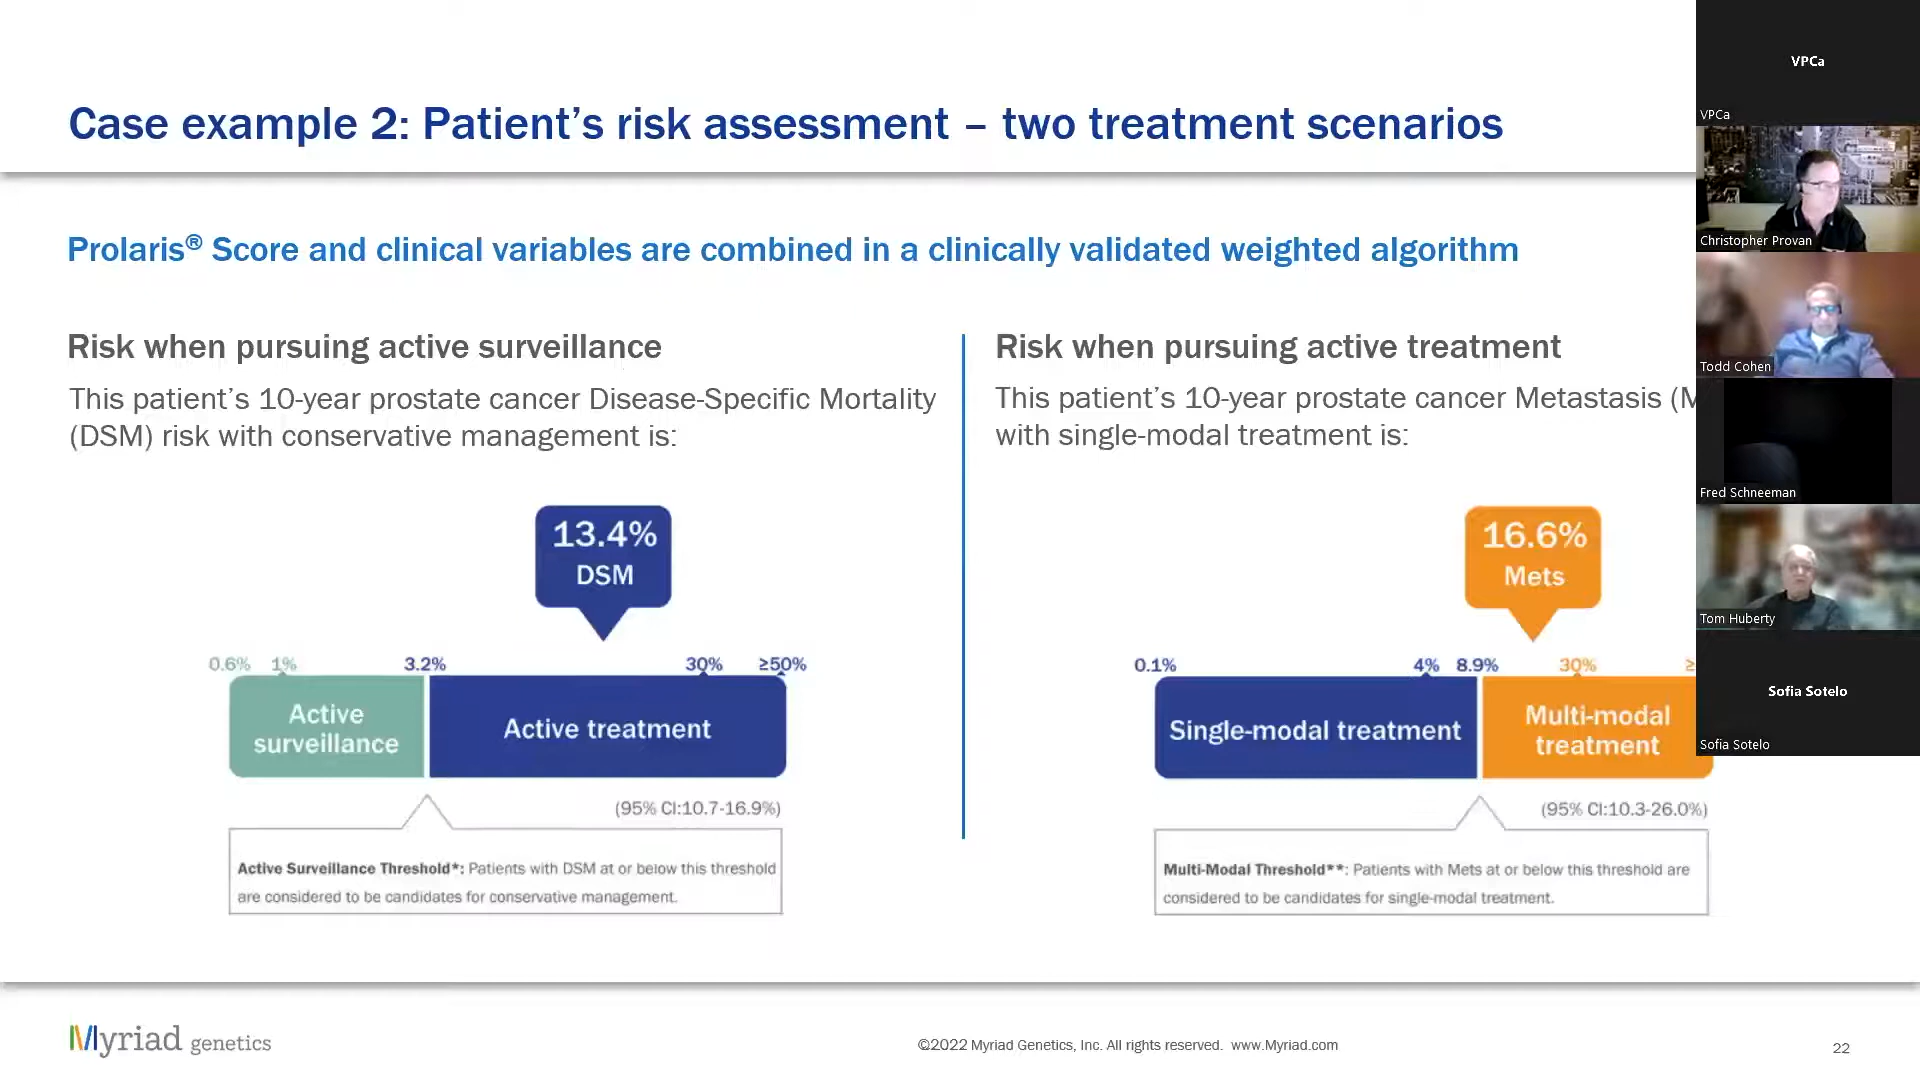 Case example 2: Patient's risk assessment – two treatment scenarios
Prolaris® Score and clinical variables are combined in a clinically validated weighted algorithm
Risk when pursuing active surveillance
This patient's 10-year prostate cancer Disease-Specific Mortality
(DSM) risk with conservative management is:
13.4%
DSM
0.6% 1% 3.2% 30% ≥50%
Active
surveillance
Active treatment
(95% CI:10.7-16.9%)
Active Surveillance Threshold*: Patients with DSM at or below this threshold
are considered to be candidates for conservative management.
Risk when pursuing active treatment
This patient's 10-year prostate cancer Metastasis (
with single-modal treatment is:
16.6%
Mets
0.1% 4% 8.9% 30% ≥
Single-modal treatment
Multi-modal
treatment
(95% CI:10.3-26.0%)
Multi-Modal Threshold**: Patients with Mets at or below this threshold are
considered to be candidates for single-modal treatment.
Myriad genetics
©2022 Myriad Genetics, Inc. All rights reserved. www.Myriad.com
22
VPCa
VPCa
Christopher Provan
Todd Cohen
Fred Schneeman
Tom Huberty
Sofia Sotelo
Sofia Sotelo